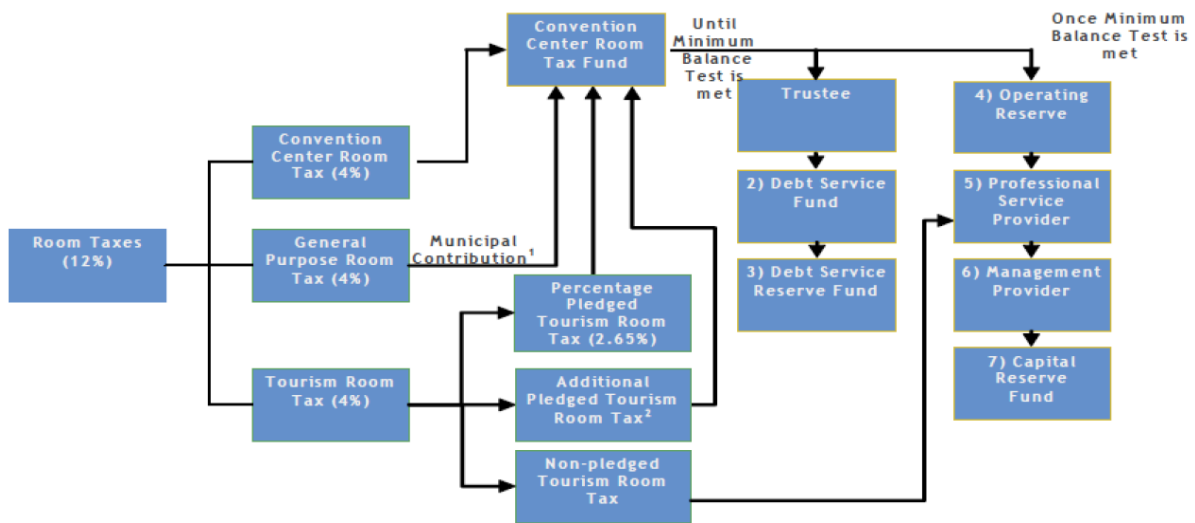 Convention
Center Room
Tax Fund
Until
Minimum
Balance
Test is
met
Once Minimum
Balance Test is
met
Trustee
4) Operating
Reserve
Convention
Center Room
Tax (4%)
2) Debt Service
Fund
5) Professional
Service
Provider
Room Taxes
(12%)
General
Purpose Room
Tax (4%)
Municipal
Contribution¹
3) Debt Service
Reserve Fund
6) Management
Provider
Percentage
Pledged
Tourism Room
Tax (2.65%)
Tourism Room
Tax (4%)
Additional
Pledged Tourism
Room Tax²
7) Capital
Reserve
Fund
Non-pledged
Tourism Room
Tax